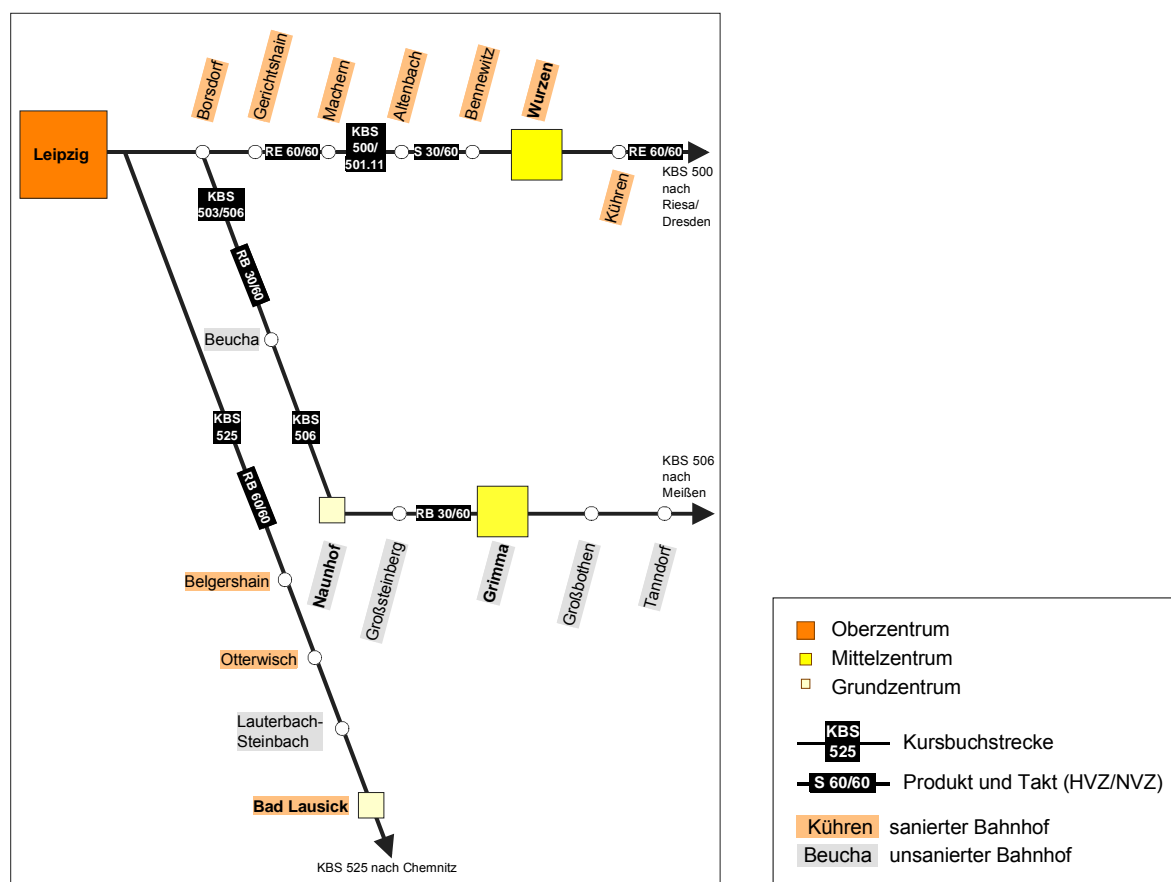 Borsdorf
Gerichtshain
Machern
Altenbach
Bennewitz
Wurzen
Leipzig
RE 60/60
KBS
500/
501.11
S 30/60
RE 60/60
Kühren
KBS 500
nach
Riesa/
Dresden
KBS
503/506
RB 30/60
Beucha
KBS
525
KBS
506
RB 60/60
KBS 506
nach
Meißen
RB 30/60
Naunhof
Großsteinberg
Grimma
Großbothen
Tanndorf
Belgershain
Otterwisch
Lauterbach-
Steinbach
Bad Lausick
KBS 525 nach Chemnitz
Oberzentrum
Mittelzentrum
Grundzentrum
KBS
525
Kursbuchstrecke
S 60/60
Produkt und Takt (HVZ/NVZ)
Kühren sanierter Bahnhof
Beucha unsanierter Bahnhof